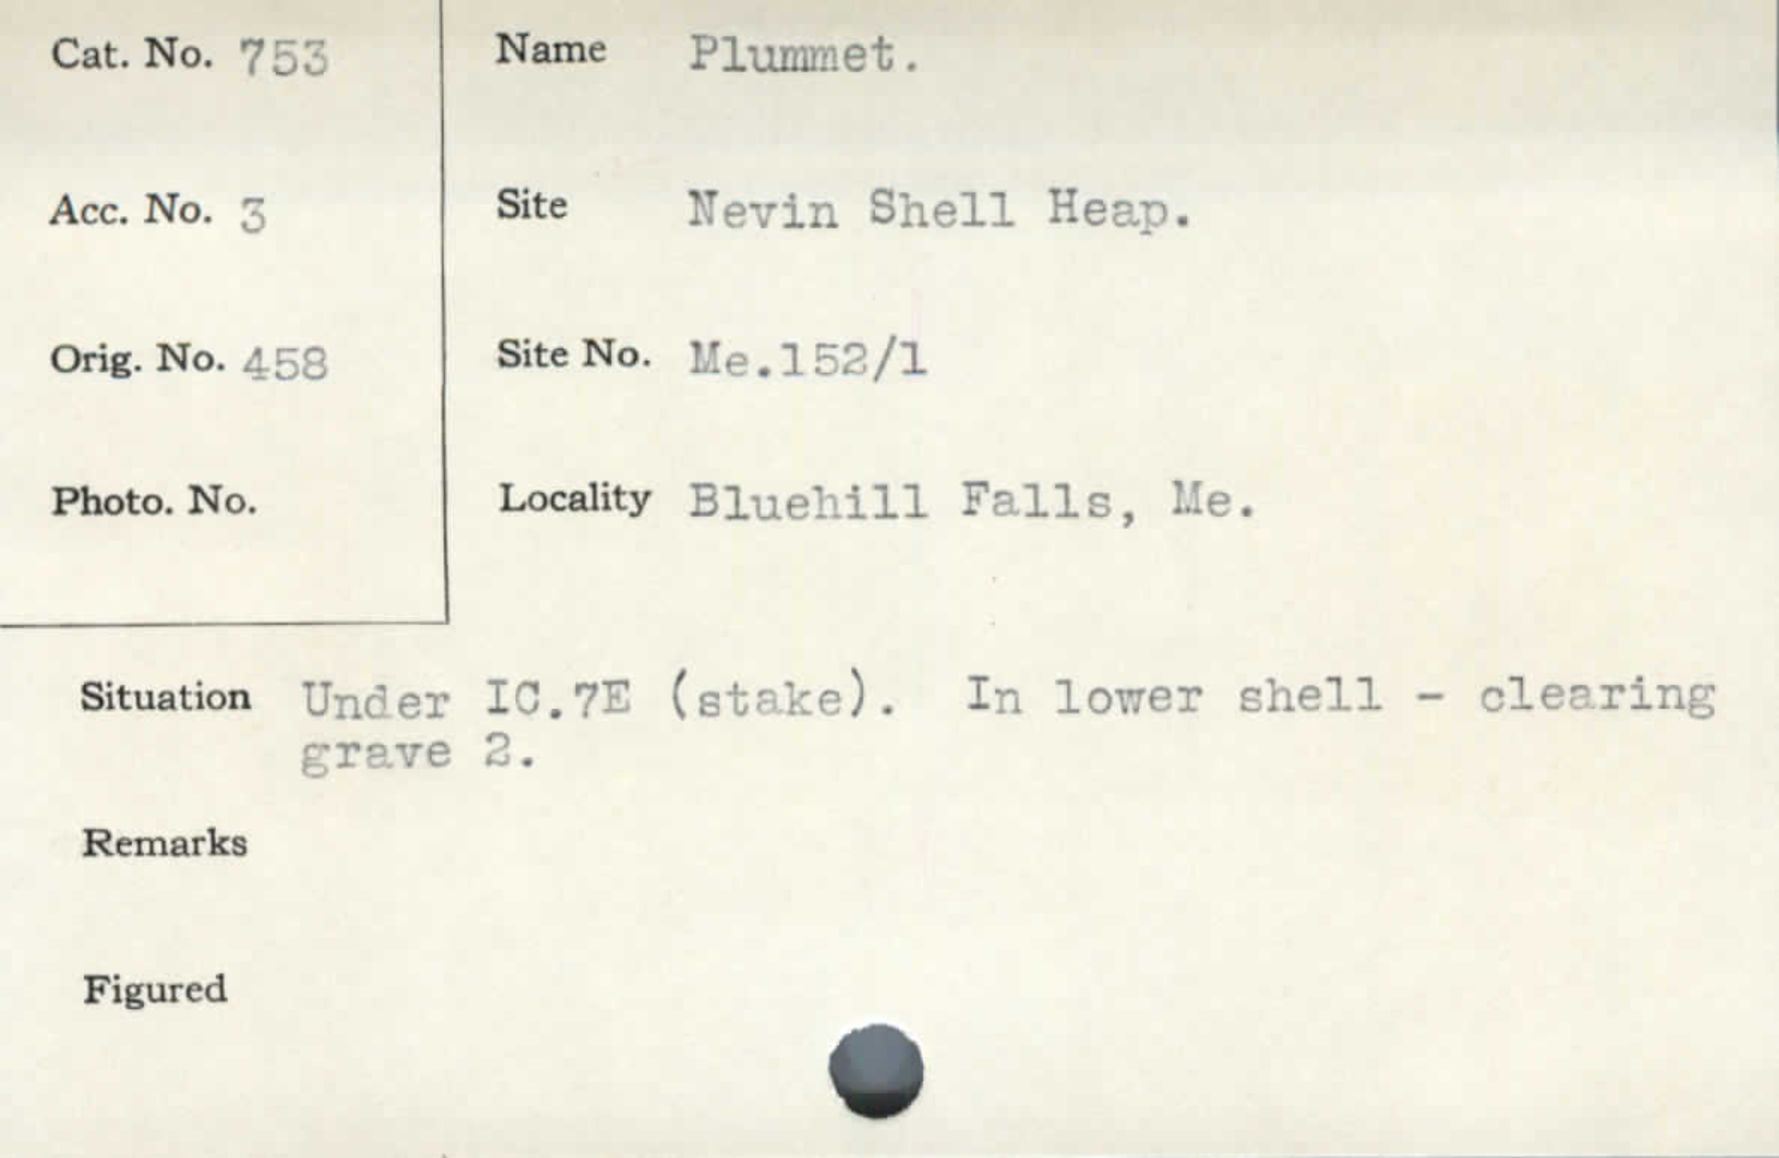 Cat. No. 753
Name Plummet.
Acc. No. 3
Site Nevin Shell Heap.
Orig. No. 458
Site No. Me.152/1
Photo. No.
Locality Bluehill Falls, Me.
Situation Under IC.7E (stake). In lower shell - clearing
grave 2.
Remarks
Figured